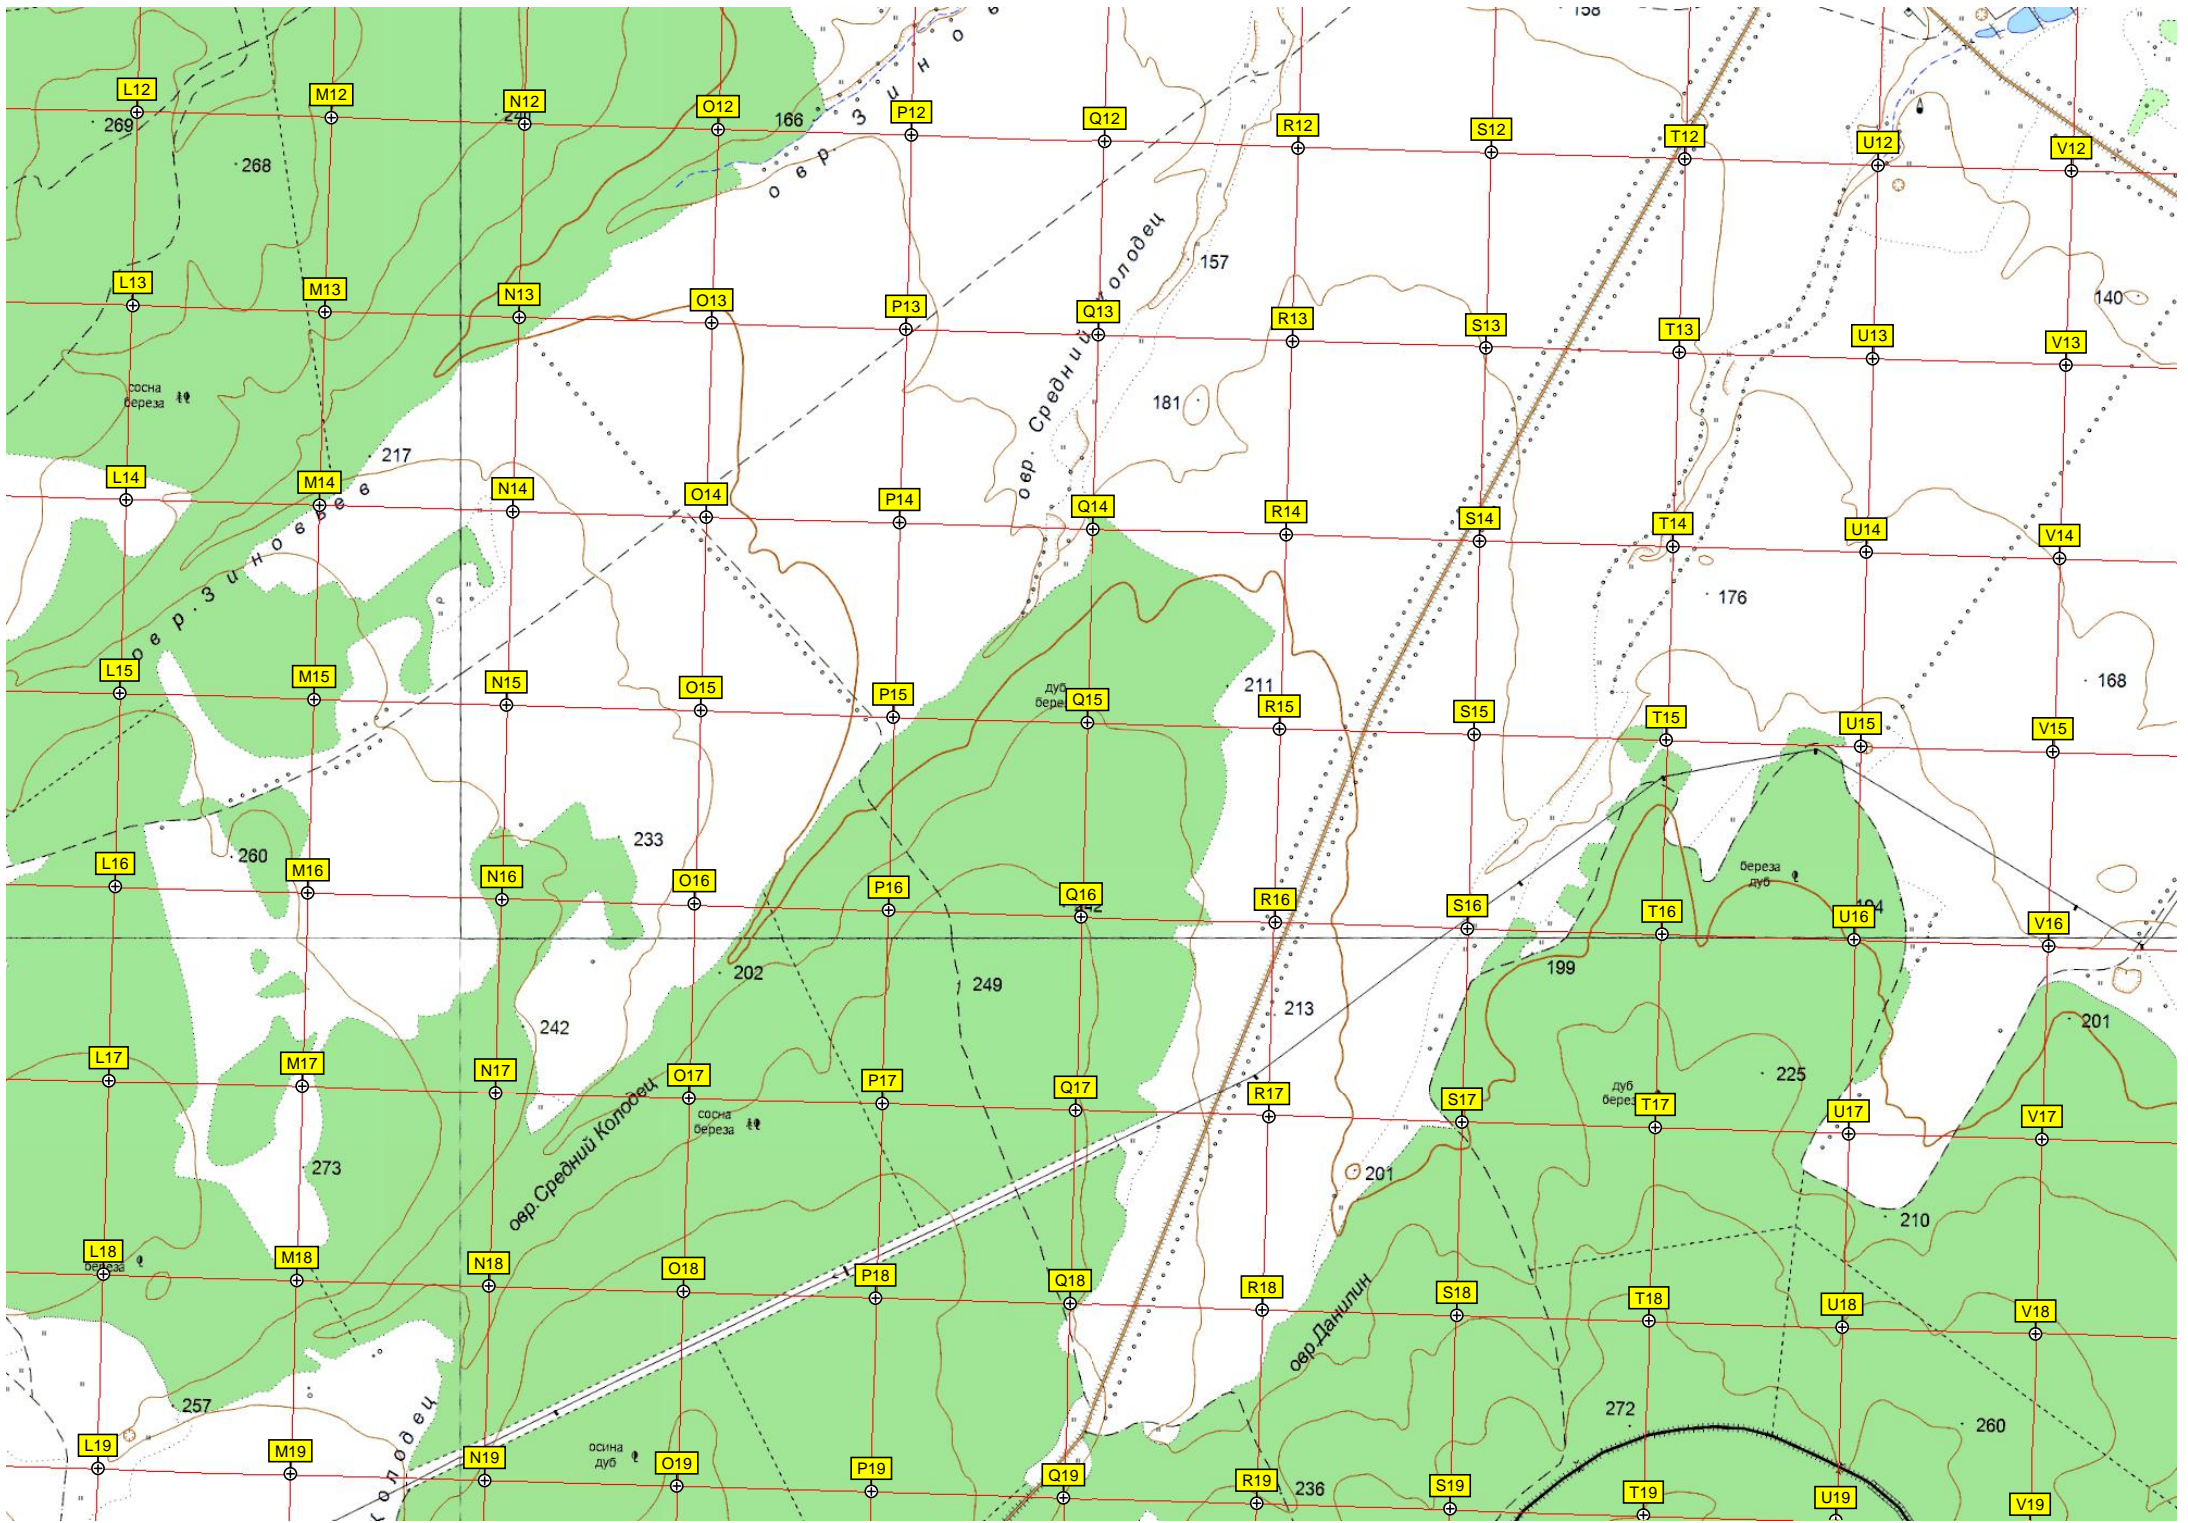 158
L12
M12
N12
O12
P12
Q12
R12
S12
T12
U12
V12
269
166
268
овр. Зино
157
140
L13
M13
N13
O13
P13
Q13
R13
S13
T13
U13
V13
овр. Средний Колодец
сосна
береза
181
217
L14
M14
N14
O14
P14
Q14
R14
S14
T14
U14
V14
овр. Зиновьев
176
168
211
дуб
L15
M15
N15
O15
P15
Q15
R15
S15
T15
U15
V15
233
260
береза
дуб
L16
M16
N16
O16
P16
Q16
R16
S16
T16
U16
V16
199
202
249
213
242
201
225
L17
M17
N17
O17
P17
Q17
R17
S17
T17
U17
V17
дуб
сосна
береза
овр.Средний Колодец
273
201
210
L18
M18
N18
O18
P18
Q18
R18
S18
T18
U18
V18
береза
овр.Данилин
257
272
260
осина
дуб
236
L19
M19
N19
O19
P19
Q19
R19
S19
T19
U19
V19
Колодец